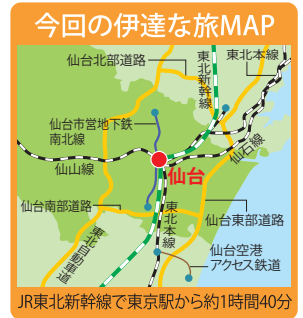 今回の伊達な旅MAP
仙台北部道路
東北新幹線
東北本線
仙台市営地下鉄
南北線
仙石線
仙山線
仙台
仙台南部道路
東北本線
仙台東部道路
東北自動車道
仙台空港
アクセス鉄道
JR東北新幹線で東京駅から約1時間40分